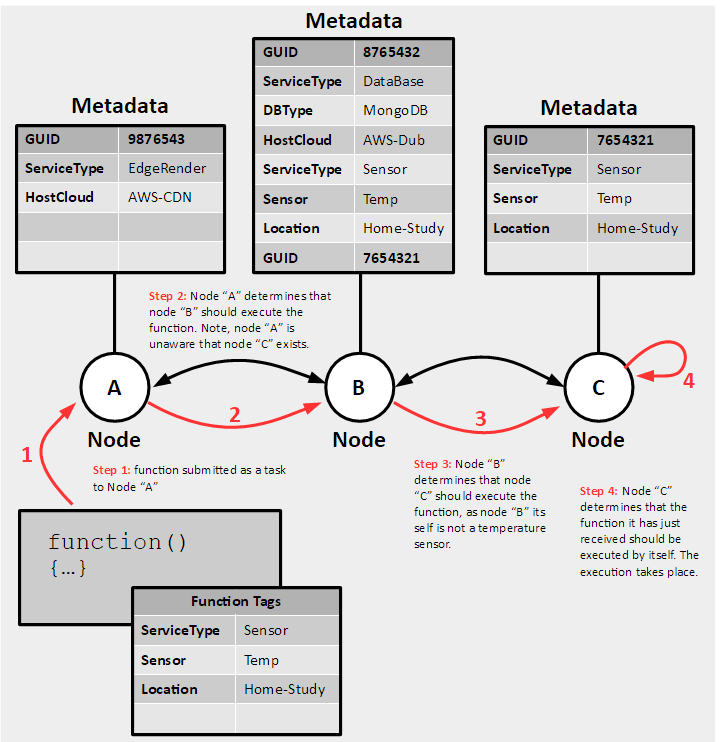 Metadata
GUID 8765432
ServiceType DataBase
DBType MongoDB
HostCloud AWS-Dub
ServiceType Sensor
Sensor Temp
Location Home-Study
GUID 7654321
Metadata
GUID 9876543
ServiceType EdgeRender
HostCloud AWS-CDN
Metadata
GUID 7654321
ServiceType Sensor
Sensor Temp
Location Home-Study
Step 2: Node “A” determines that
node “B” should execute the
function. Note, node “A” is
unaware that node “C” exists.
A
B
C
4
1
2
3
Node
Node
Node
Step 1: function submitted as a task
to Node “A”
Step 3: Node “B”
determines that node
“C” should execute the
function, as node “B” its
self is not a temperature
sensor.
Step 4: Node “C”
determines that the
function it has just
received should be
executed by itself. The
execution takes place.
function()
{...}
Function Tags
ServiceType Sensor
Sensor Temp
Location Home-Study